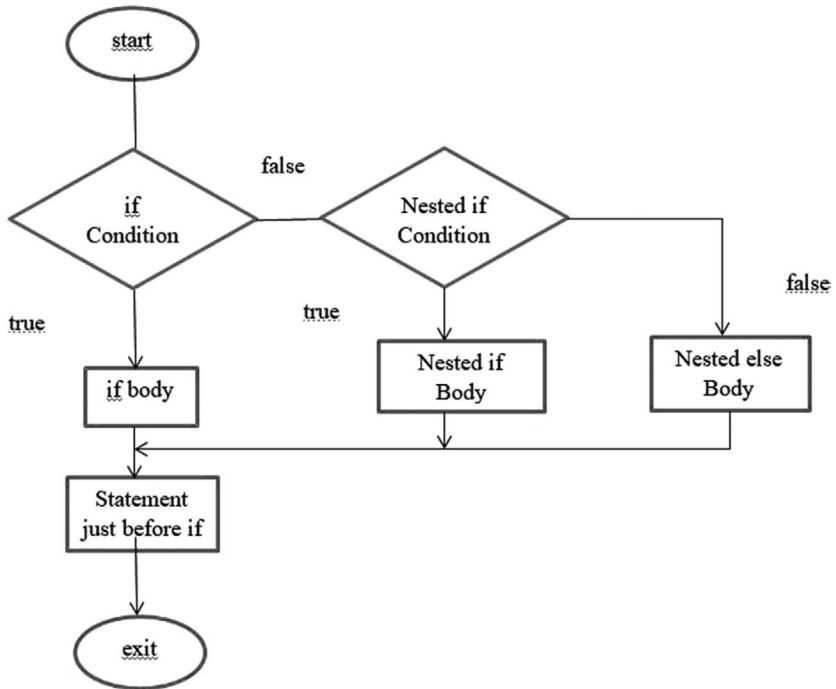 start
false
if
Condition
Nested if
Condition
true
true
false
if body
Nested if
Body
Nested else
Body
Statement
just before if
exit